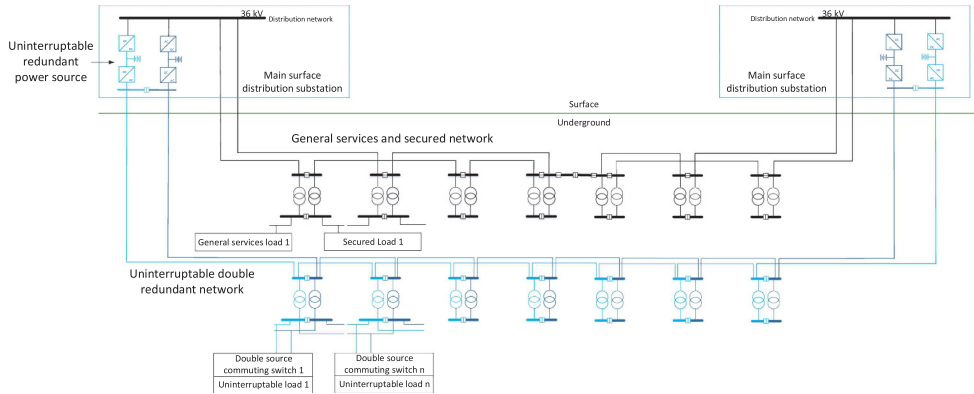 36 kV
Distribution network
Distribution network
Uninterruptable
redundant
power source
Main surface
distribution substation
Main surface
distribution substation
Surface
Underground
General services and secured network
General services load 1
Secured Load 1
Uninterruptable double
redundant network
Double source
commuting switch 1
Uninterruptable load 1
Double source
commuting switch n
Uninterruptable load n
36 kV